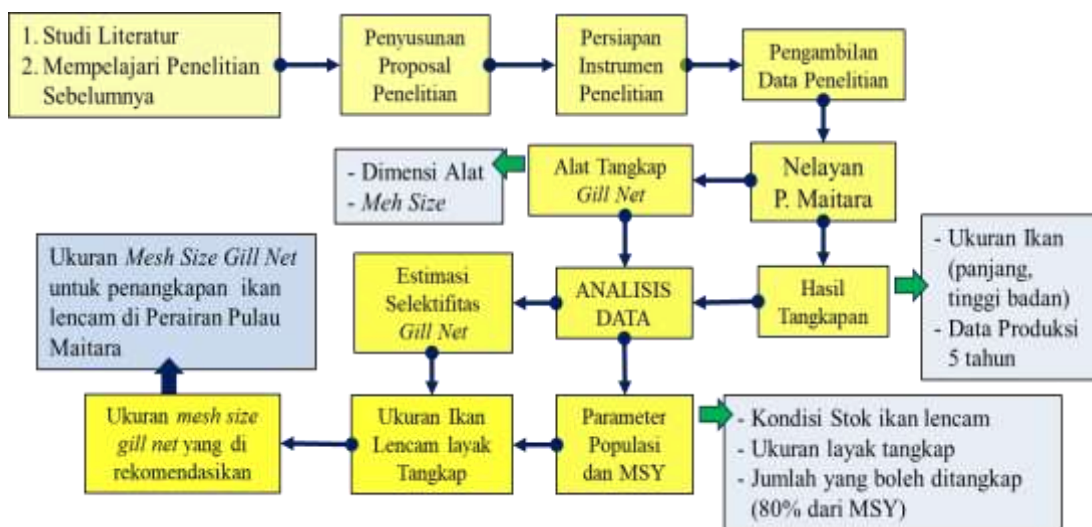 1. Studi Literatur
2. Mempelajari Penelitian
Sebelumnya
Penyusunan
Proposal
Penelitian
Persiapan
Instrumen
Penelitian
Pengambilan
Data Penelitian
- Dimensi Alat
- Meh Size
Alat Tangkap
Gill Net
Nelayan
P. Maitara
Ukuran Mesh Size Gill Net
untuk penangkapan ikan
lencam di Perairan Pulau
Maitara
Estimasi
Selektifitas
Gill Net
ANALISIS
DATA
Hasil
Tangkapan
- Ukuran Ikan
(panjang,
tinggi badan)
- Data Produksi
5 tahun
Ukuran mesh size
gill net yang di
rekomendasikan
Ukuran Ikan
Lencam layak
Tangkap
Parameter
Populasi
dan MSY
- Kondisi Stok ikan lencam
- Ukuran layak tangkap
- Jumlah yang boleh ditangkap
(80% dari MSY)